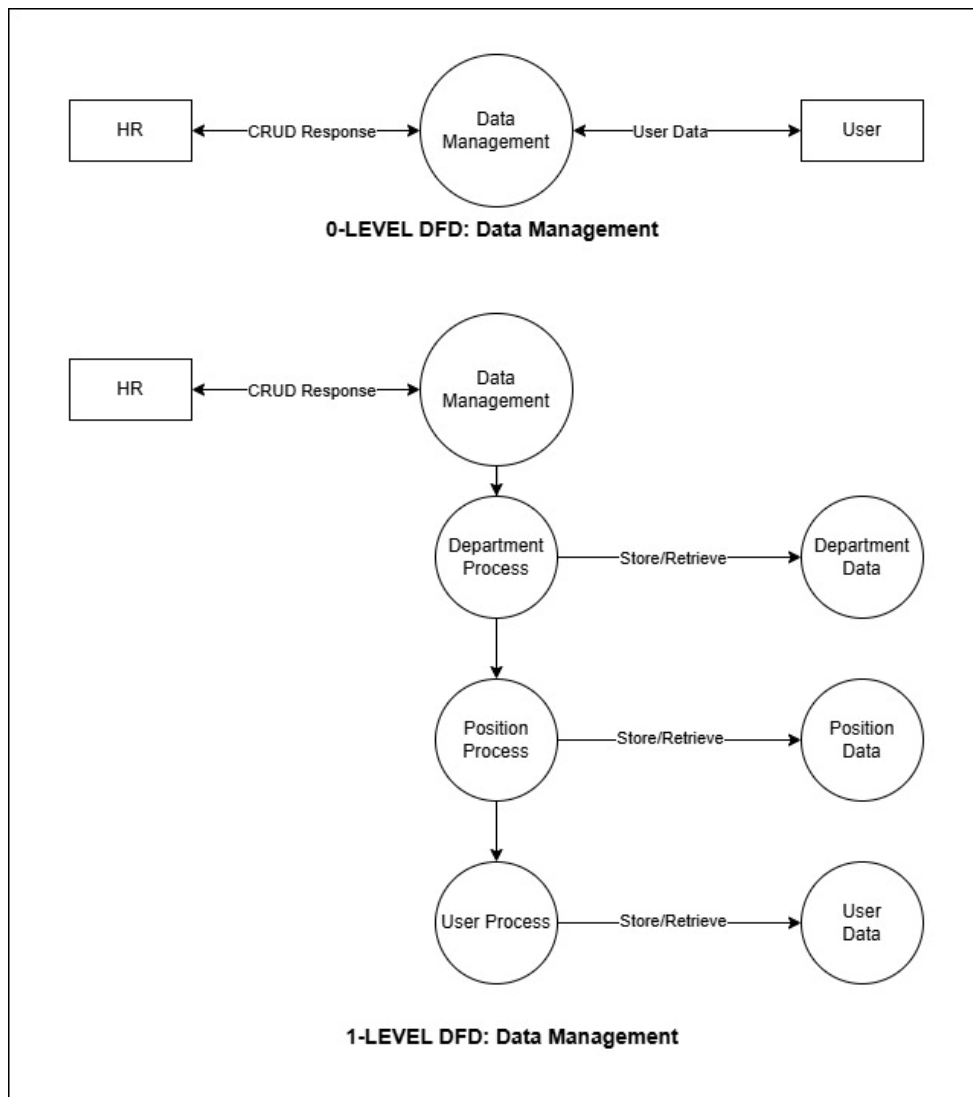 HR
CRUD Response
Data
Management
User Data
User
0-LEVEL DFD: Data Management
HR
CRUD Response
Data
Management
Department
Process
Store/Retrieve
Department
Data
Position
Process
Store/Retrieve
Position
Data
User Process
Store/Retrieve
User
Data
1-LEVEL DFD: Data Management